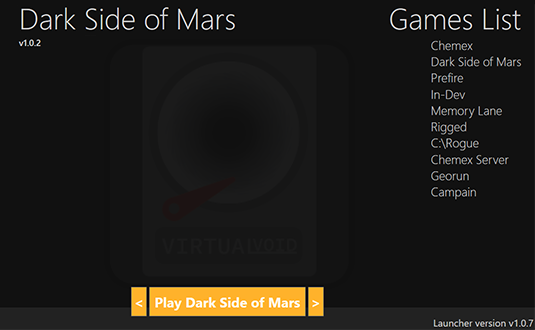 Dark Side of Mars
v1.0.2
Games List
Chemex
Dark Side of Mars
Prefire
In-Dev
Memory Lane
Rigged
C:\Rogue
Chemex Server
Georun
Campain
< Play Dark Side of Mars >
Launcher version v1.0.7